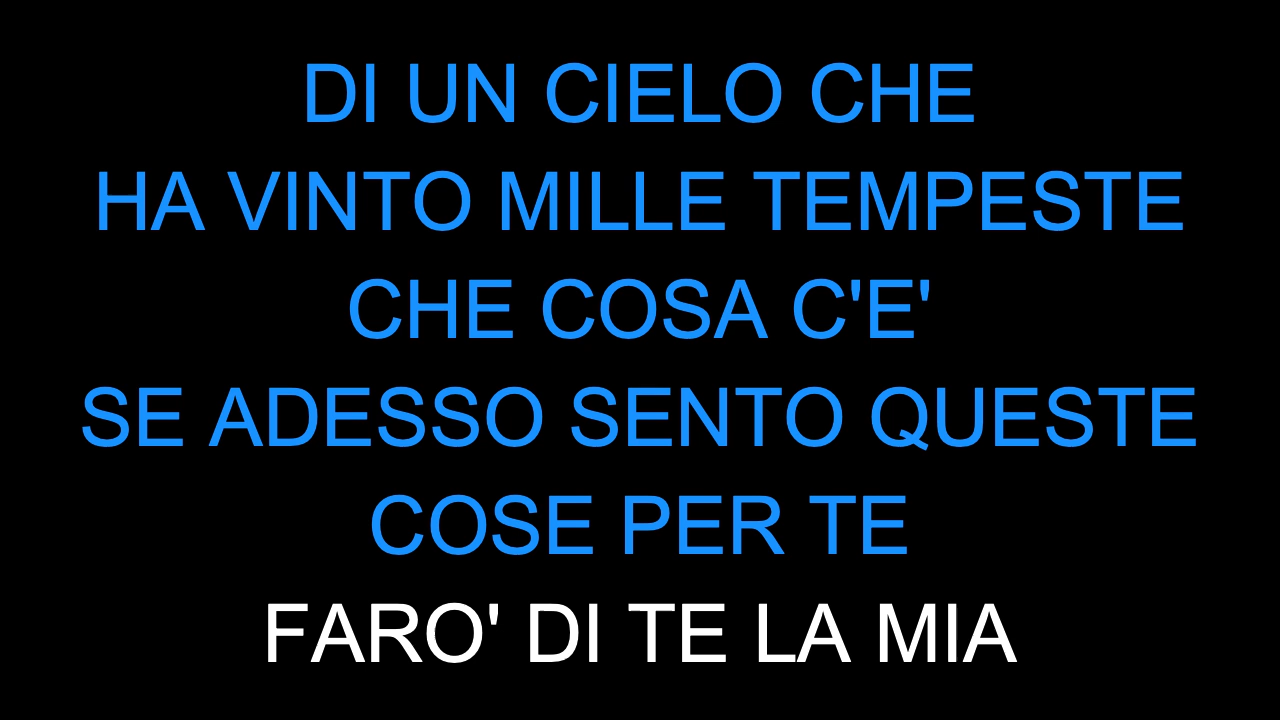 DI UN CIELO CHE
HA VINTO MILLE TEMPESTE
CHE COSA C'E'
SE ADESSO SENTO QUESTE
COSE PER TE
FARO' DI TE LA MIA